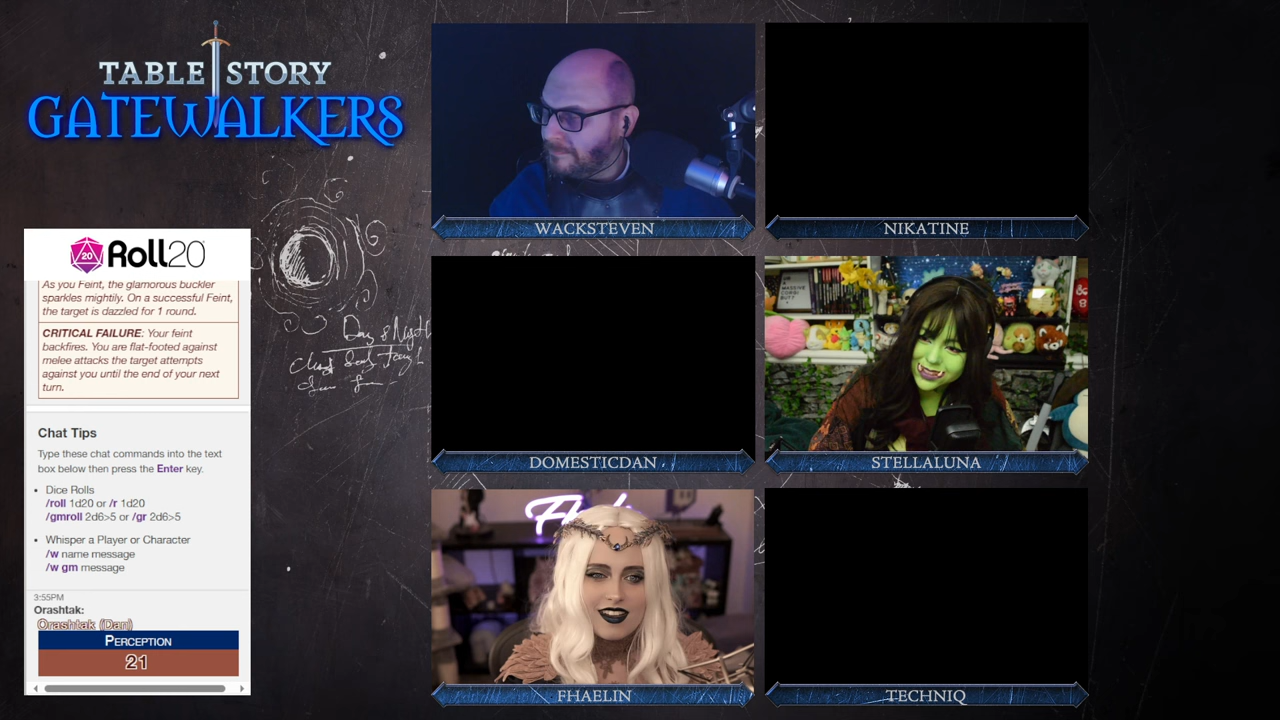 TABLE STORY
GATEWALKERS
Roll20
As you Feint, the glamorous buckler
sparkles mightily. On a successful Feint,
the target is dazzled for 1 round.
CRITICAL FAILURE: Your feint
backfires. You are flat-footed against
melee attacks the target attempts
against you until the end of your next
turn.
Chat Tips
Type these chat commands into the text
box below then press the Enter key.
• Dice Rolls
/roll 1d20 or /r 1d20
/gmroll 2d6>5 or /gr 2d6>5
• Whisper a Player or Character
/w name message
/w gm message
3:55PM
Orashtak:
Orashtak (Dan)
PERCEPTION
21
Day & Night
WACKSTEVEN
NIKATINE
DOMESTICDAN
STELLALUNA
FHAELIN
TECHNIQ